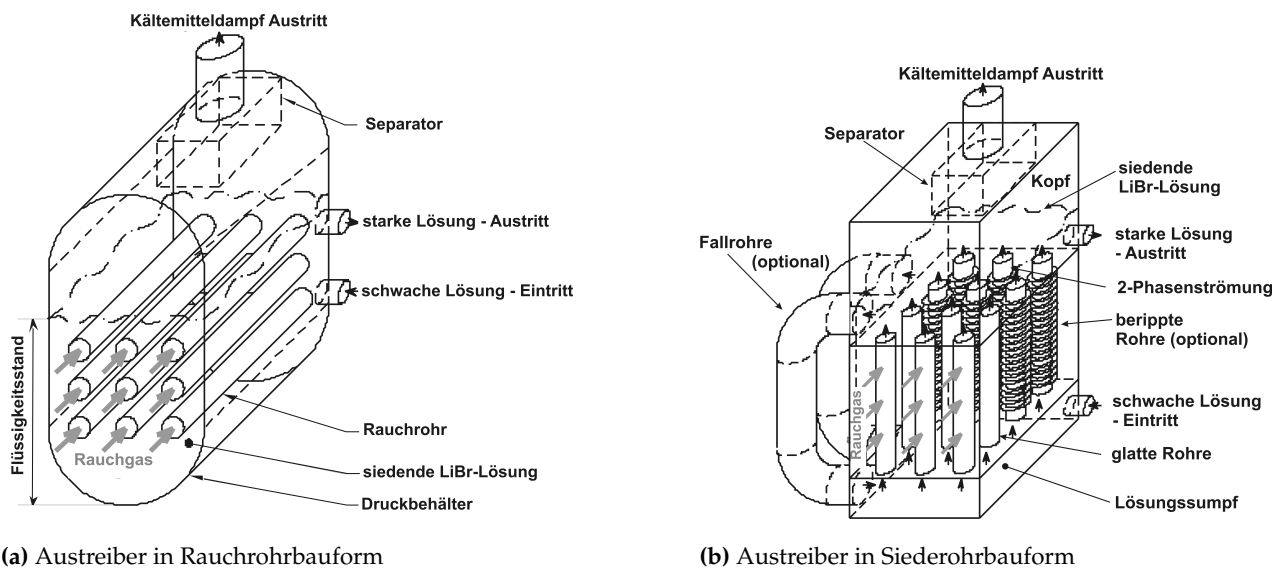 Kältemitteldampf Austritt
Separator
starke Lösung - Austritt
schwache Lösung - Eintritt
Flüssigkeitsstand
Rauchgas
Rauchrohr
siedende LiBr-Lösung
Druckbehälter
(a) Austreiber in Rauchrohrbauform
Kältemitteldampf Austritt
Separator
Kopf
siedende
LiBr-Lösung
Fallrohre
(optional)
starke Lösung
- Austritt
2-Phasenströmung
berippte
Rohre (optional)
Rauchgas
schwache Lösung
- Eintritt
glatte Rohre
Lösungssumpf
(b) Austreiber in Siederohrbauform